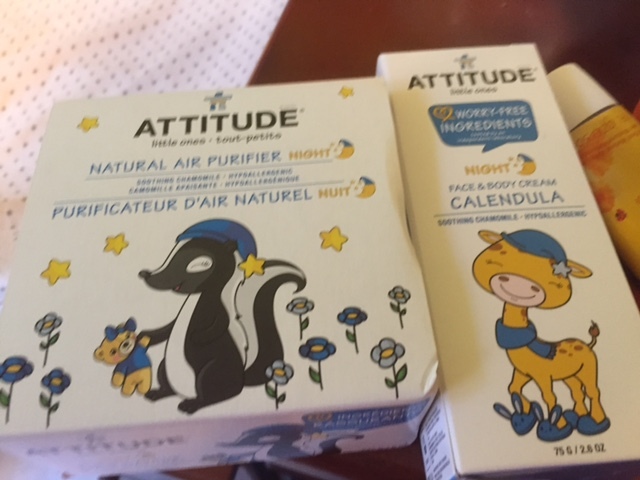 ATTITUDE
little ones • tout-petits
NATURAL AIR PURIFIER NIGHT
SOOTHING CHAMOMILE • HYPOALLERGENIC
CAMOMILLE APAISANTE • HYPOALLERGÉNIQUE
PURIFICATEUR D'AIR NATUREL NUIT
ATTITUDE
ATTITUDE
little ones
WORRY-FREE
INGREDIENTS
NIGHT
FACE & BODY CREAM
CALENDULA
SOOTHING CHAMOMILE • HYPOALLERGENIC
75 G / 2.6 OZ